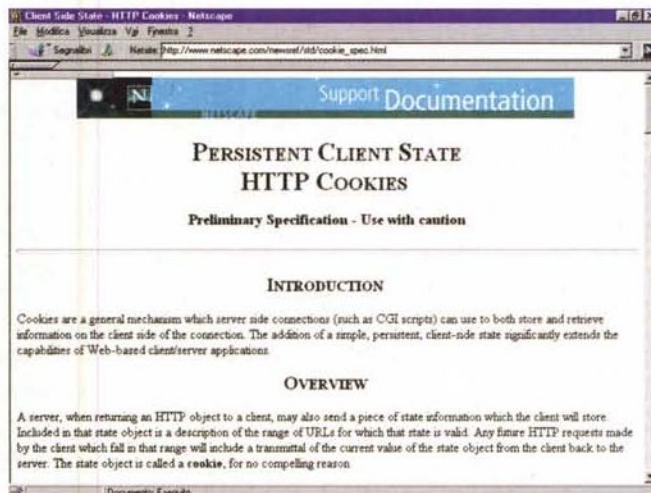 Client Side State - HTTP Cookies - Netscape
File Modifica Visualizza Vai Finestra ?
Segnalibri Netsite: http://www.netscape.com/newsref/std/cookie_spec.html
N
NETSCAPE
Support Documentation
PERSISTENT CLIENT STATE
HTTP COOKIES
Preliminary Specification - Use with caution
INTRODUCTION
Cookies are a general mechanism which server side connections (such as CGI scripts) can use to both store and retrieve
information on the client side of the connection. The addition of a simple, persistent, client-side state significantly extends the
capabilities of Web-based client/server applications.
OVERVIEW
A server, when returning an HTTP object to a client, may also send a piece of state information which the client will store.
Included in that state object is a description of the range of URLs for which that state is valid. Any future HTTP requests made
by the client which fall in that range will include a transmittal of the current value of the state object from the client back to the
server. The state object is called a cookie, for no compelling reason.
Documento: Eseguito